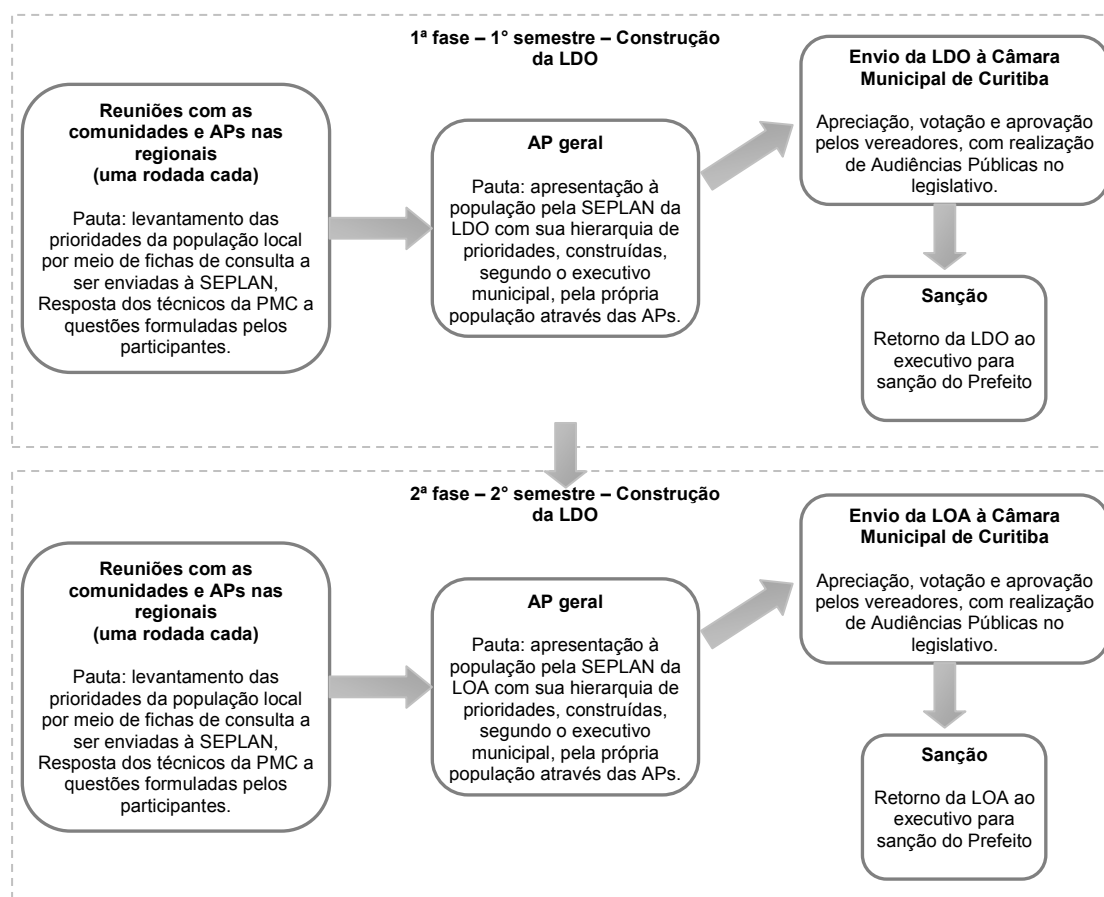 1ª fase – 1° semestre – Construção
da LDO
Reuniões com as
comunidades e APs nas
regionais
(uma rodada cada)
Pauta: levantamento das
prioridades da população local
por meio de fichas de consulta a
ser enviadas à SEPLAN,
Resposta dos técnicos da PMC a
questões formuladas pelos
participantes.
AP geral
Pauta: apresentação à
população pela SEPLAN da
LDO com sua hierarquia de
prioridades, construídas,
segundo o executivo
municipal, pela própria
população através das APs.
Envio da LDO à Câmara
Municipal de Curitiba
Apreciação, votação e aprovação
pelos vereadores, com realização
de Audiências Públicas no
legislativo.
Sanção
Retorno da LDO ao
executivo para
sanção do Prefeito
2ª fase – 2° semestre – Construção
da LDO
Reuniões com as
comunidades e APs nas
regionais
(uma rodada cada)
Pauta: levantamento das
prioridades da população local
por meio de fichas de consulta a
ser enviadas à SEPLAN,
Resposta dos técnicos da PMC a
questões formuladas pelos
participantes.
AP geral
Pauta: apresentação à
população pela SEPLAN da
LOA com sua hierarquia de
prioridades, construídas,
segundo o executivo
municipal, pela própria
população através das APs.
Envio da LOA à Câmara
Municipal de Curitiba
Apreciação, votação e aprovação
pelos vereadores, com realização
de Audiências Públicas no
legislativo.
Sanção
Retorno da LOA ao
executivo para
sanção do Prefeito